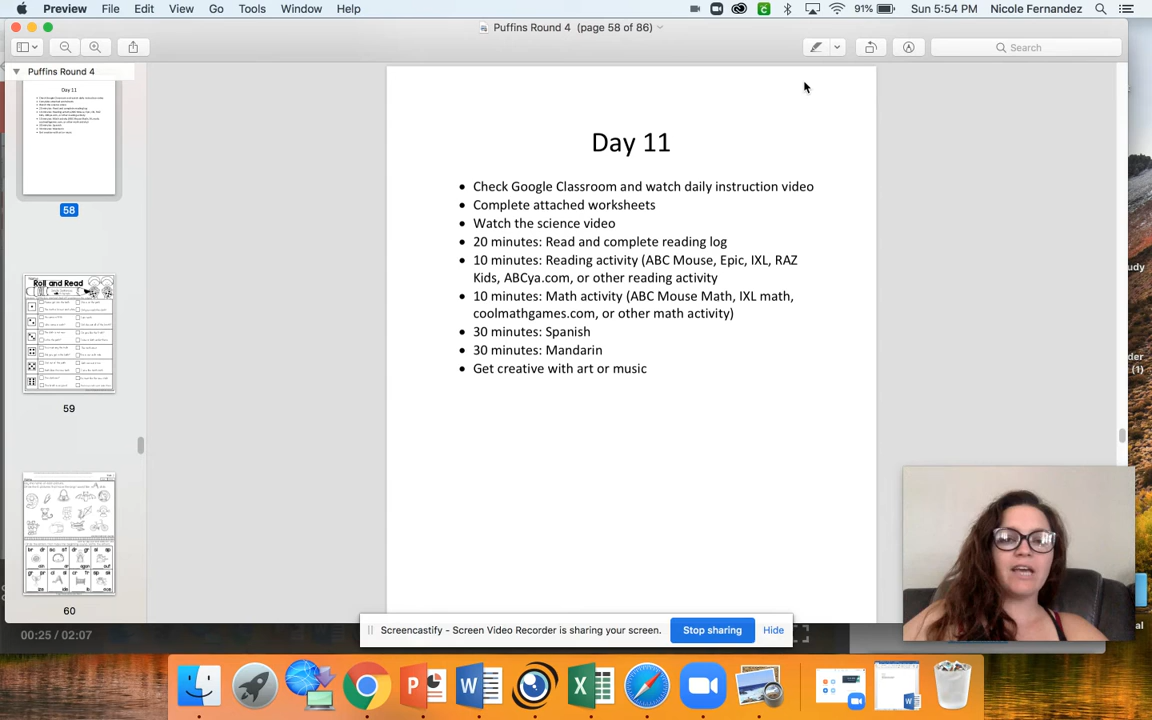 Preview File Edit View Go Tools Window Help
91% Sun 5:54 PM Nicole Fernandez
Puffins Round 4 (page 58 of 86)
Search
Puffins Round 4
Day 11
58
Roll and Read
59
60
Day 11
• Check Google Classroom and watch daily instruction video
• Complete attached worksheets
• Watch the science video
• 20 minutes: Read and complete reading log
• 10 minutes: Reading activity (ABC Mouse, Epic, IXL, RAZ
Kids, ABCya.com, or other reading activity
• 10 minutes: Math activity (ABC Mouse Math, IXL math,
coolmathgames.com, or other math activity)
• 30 minutes: Spanish
• 30 minutes: Mandarin
• Get creative with art or music
00:25 / 02:07
Screencastify - Screen Video Recorder is sharing your screen.
Stop sharing
Hide